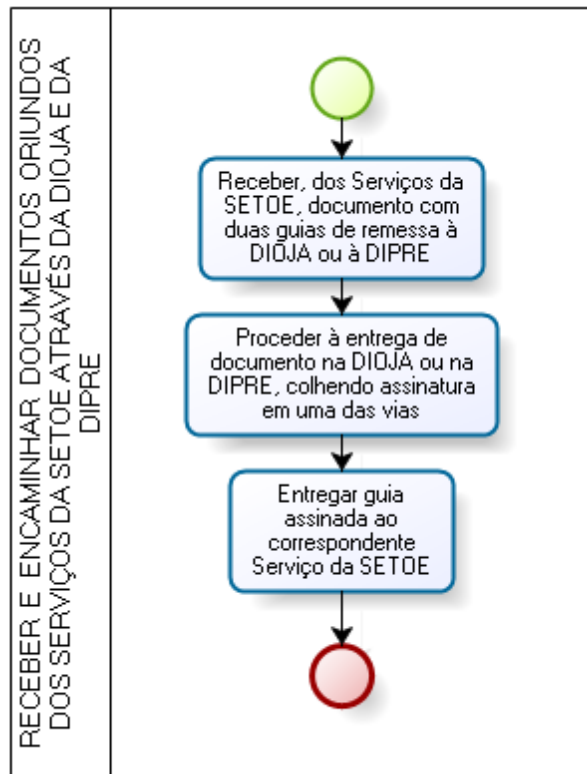 RECEBER E ENCAMINHAR DOCUMENTOS ORIUNDOS
DOS SERVIÇOS DA SETOE ATRAVÉS DA DIOJA E DA
DIPRE
Receber, dos Serviços da
SETOE, documento com
duas guias de remessa à
DIOJA ou à DIPRE
Proceder à entrega de
documento na DIOJA ou na
DIPRE, colhendo assinatura
em uma das vias
Entregar guia
assinada ao
correspondente
Serviço da SETOE